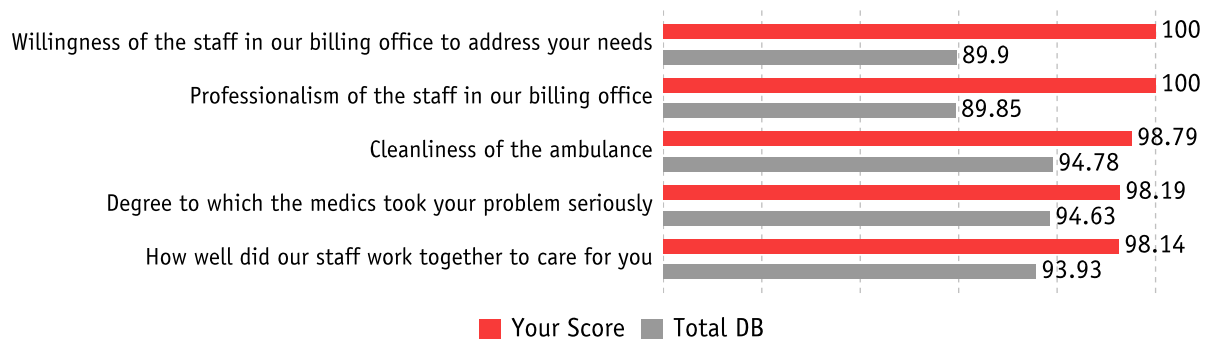 Willingness of the staff in our billing office to address your needs
100
89.9
Professionalism of the staff in our billing office
100
89.85
Cleanliness of the ambulance
98.79
94.78
Degree to which the medics took your problem seriously
98.19
94.63
How well did our staff work together to care for you
98.14
93.93
Your Score
Total DB